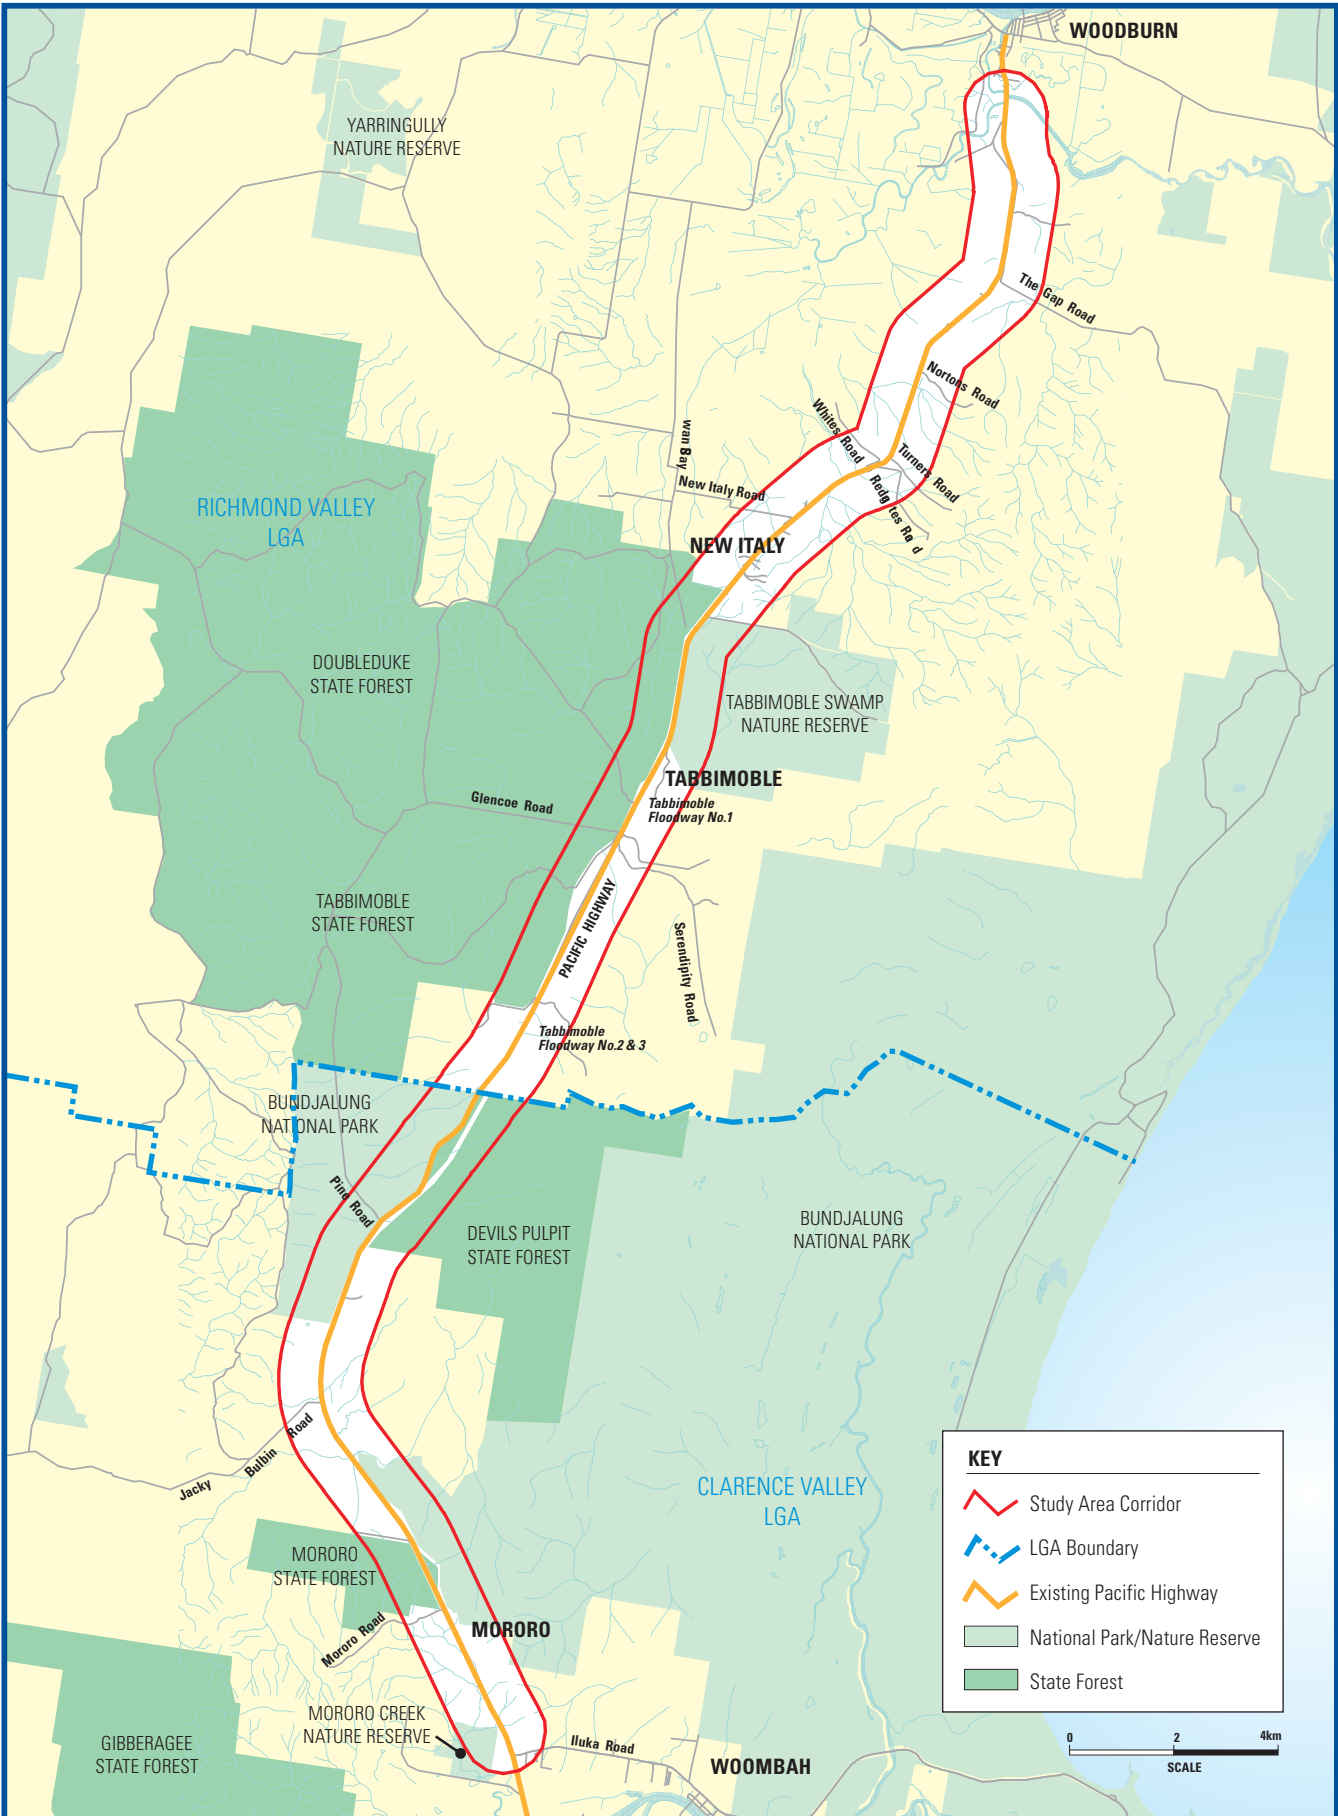 WOODBURN
YARRINGULLY
NATURE RESERVE
The Gap Road
Nortons Road
Whites Road
wan Bay
Turners Road
New Italy Road
RICHMOND VALLEY
LGA
NEW ITALY
DOUBLEDUKE
STATE FOREST
TABBIMOBLE SWAMP
NATURE RESERVE
TABBIMOBLE
Glencoe Road
Tabbimoble
Floodway No.1
TABBIMOBLE
STATE FOREST
PACIFIC HIGHWAY
Serendipity Road
Tabbimoble
Floodway No.2 & 3
BUNDJALUNG
NATIONAL PARK
Pine Road
DEVILS PULPIT
STATE FOREST
BUNDJALUNG
NATIONAL PARK
Jacky Bulbin Road
CLARENCE VALLEY
LGA
KEY
Study Area Corridor
LGA Boundary
Existing Pacific Highway
National Park/Nature Reserve
State Forest
MORORO
STATE FOREST
Mororo Road
MORORO
MORORO CREEK
NATURE RESERVE
GIBBERAGEE
STATE FOREST
Iluka Road
WOOMBAH
0 2 4km
SCALE